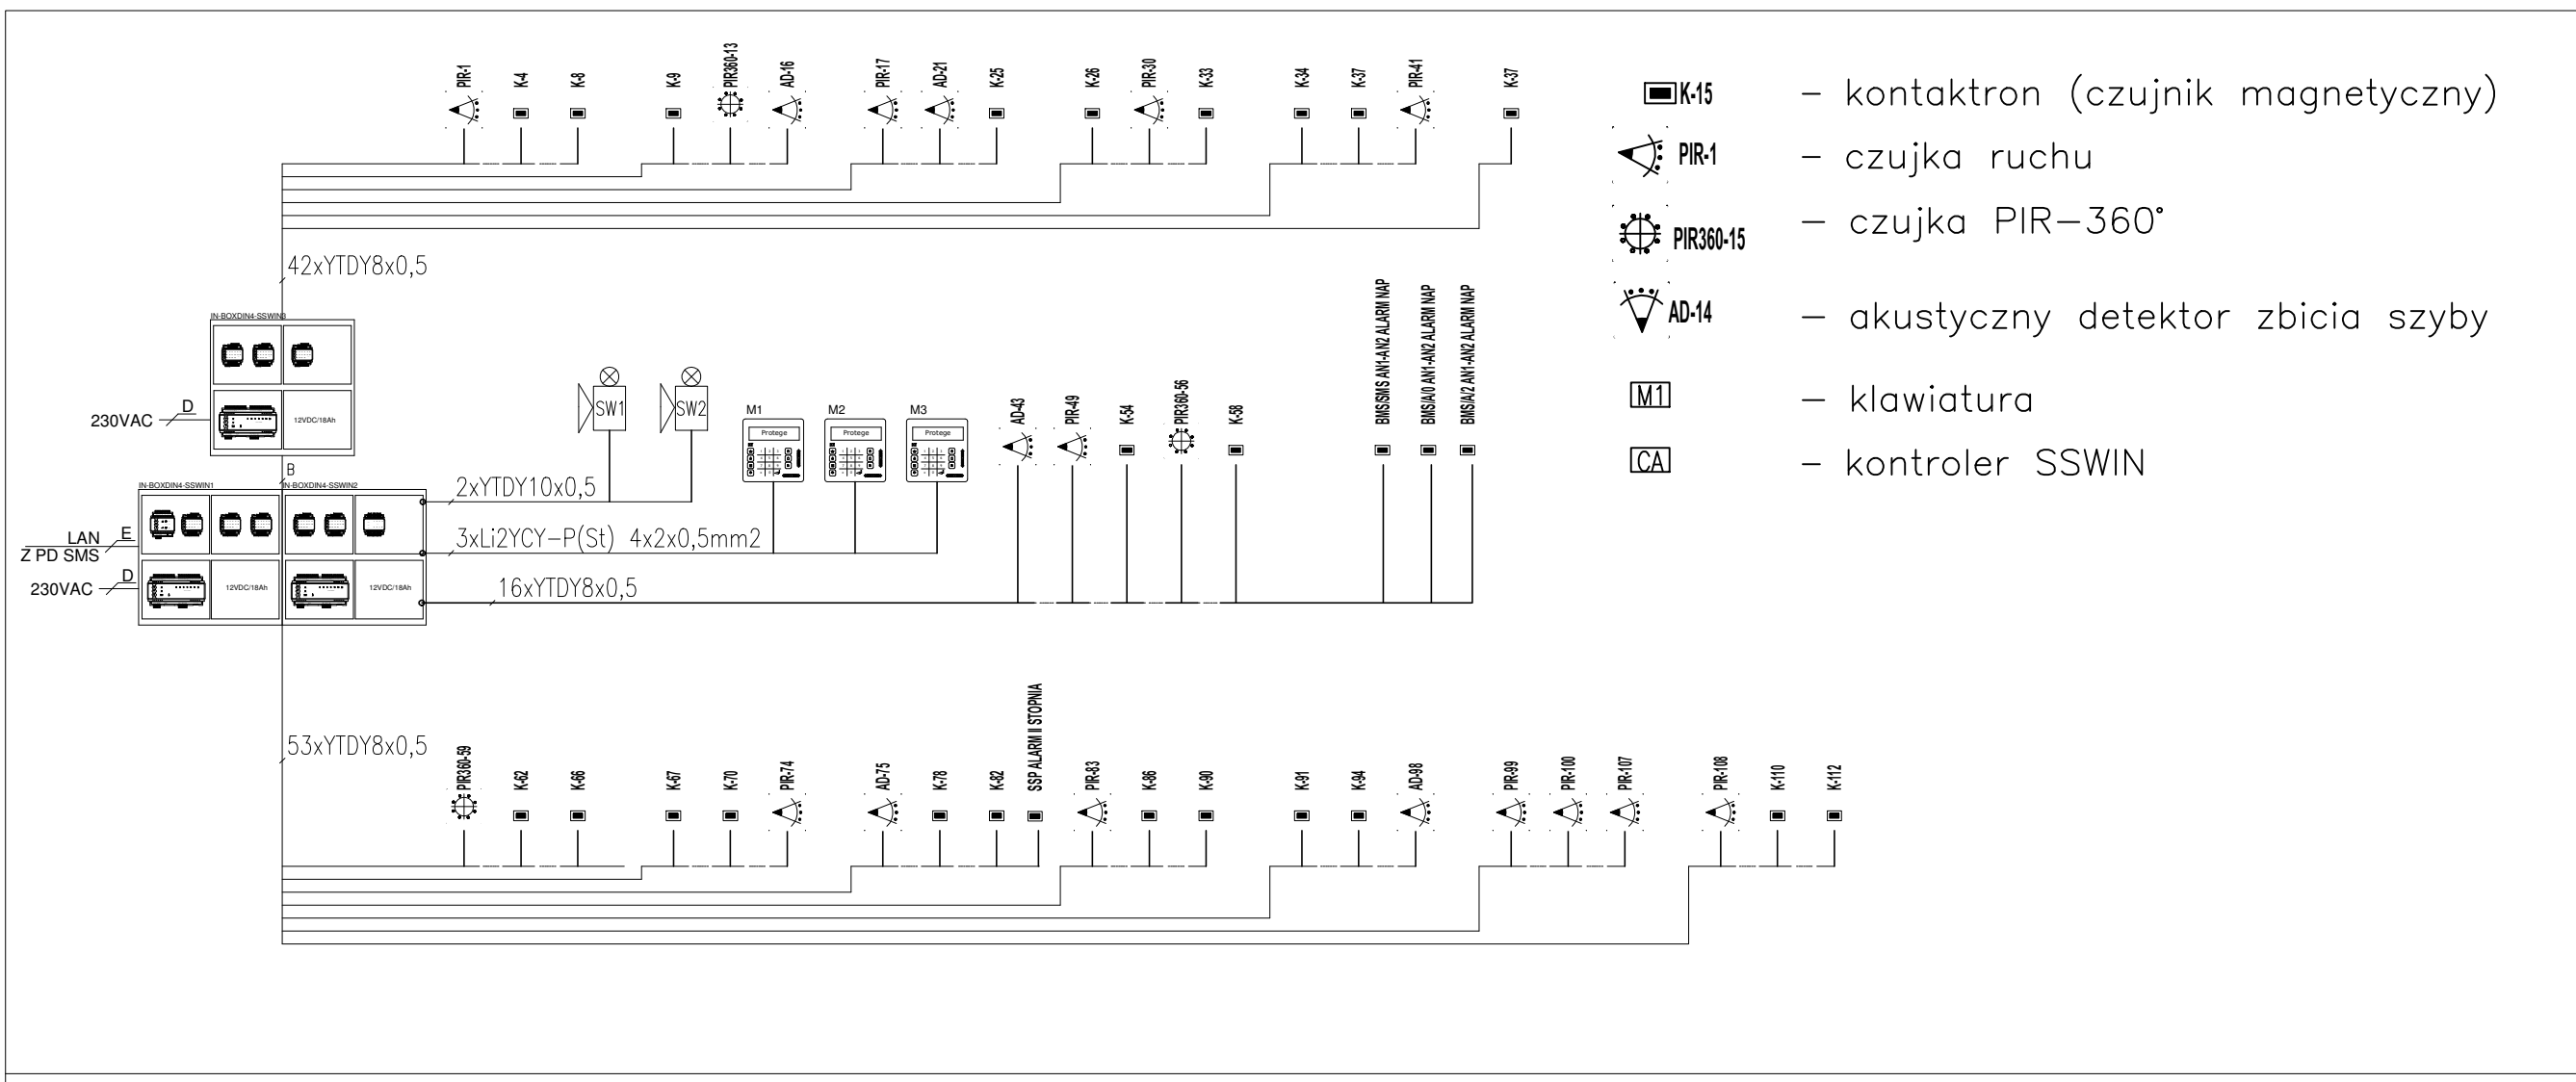 PIR-1
K-4
K-8
K-9
PIR360-13
AD-16
PIR-17
AD-21
K-25
K-26
PIR-30
K-33
K-34
K-37
PIR-41
K-37
K-15 – kontaktron (czujnik magnetyczny)
PIR-1 – czujka ruchu
PIR360-15 – czujka PIR–360°
AD-14 – akustyczny detektor zbicia szyby
M1 – klawiatura
CA – kontroler SSWIN
42xYTDY8x0,5
IN-BOXDIN4-SSWIN3
230VAC D
12VDC/18Ah
B
IN-BOXDIN4-SSWIN1
IN-BOXDIN4-SSWIN2
LAN E
Z PD SMS
230VAC D
12VDC/18Ah
12VDC/18Ah
SW1
SW2
M1
M2
M3
Protege
Protege
Protege
2xYTDY10x0,5
3xLi2YCY–P(St) 4x2x0,5mm2
16xYTDY8x0,5
AD-43
PIR-49
K-54
PIR360-56
K-58
BMS/SMS AN1-AN2 ALARM NAP
BMS/A/0 AN1-AN2 ALARM NAP
BMS/A/2 AN1-AN2 ALARM NAP
53xYTDY8x0,5
PIR360-59
K-62
K-66
K-67
K-70
PIR-74
AD-75
K-78
K-82
SSP ALARM II STOPNIA
PIR-83
K-86
K-90
K-91
K-94
AD-98
PIR-99
PIR-100
PIR-107
PIR-108
K-110
K-112